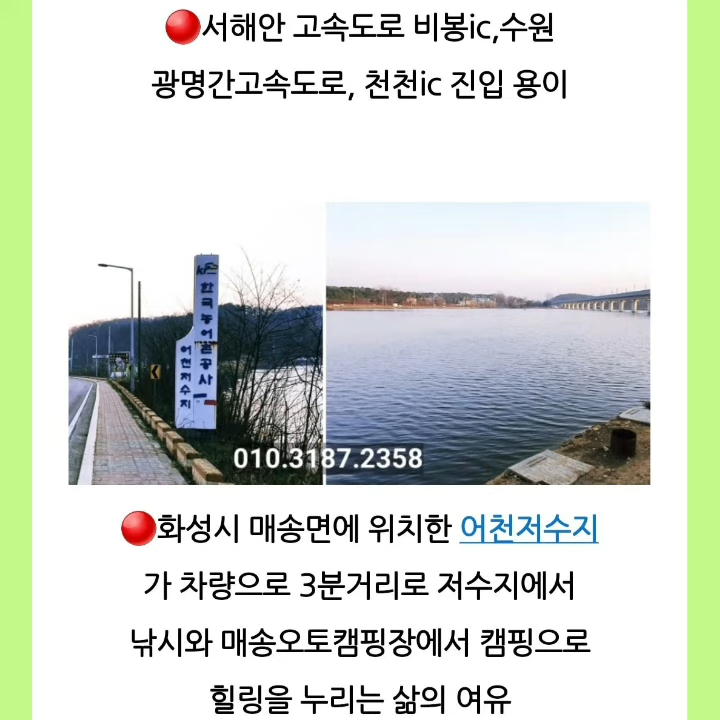 서해안 고속도로 비봉ic,수원
광명간고속도로, 천천ic 진입 용이
한국농어촌공사
어천저수지
010.3187.2358
화성시 매송면에 위치한 어천저수지
가 차량으로 3분거리로 저수지에서
낚시와 매송오토캠핑장에서 캠핑으로
힐링을 누리는 삶의 여유